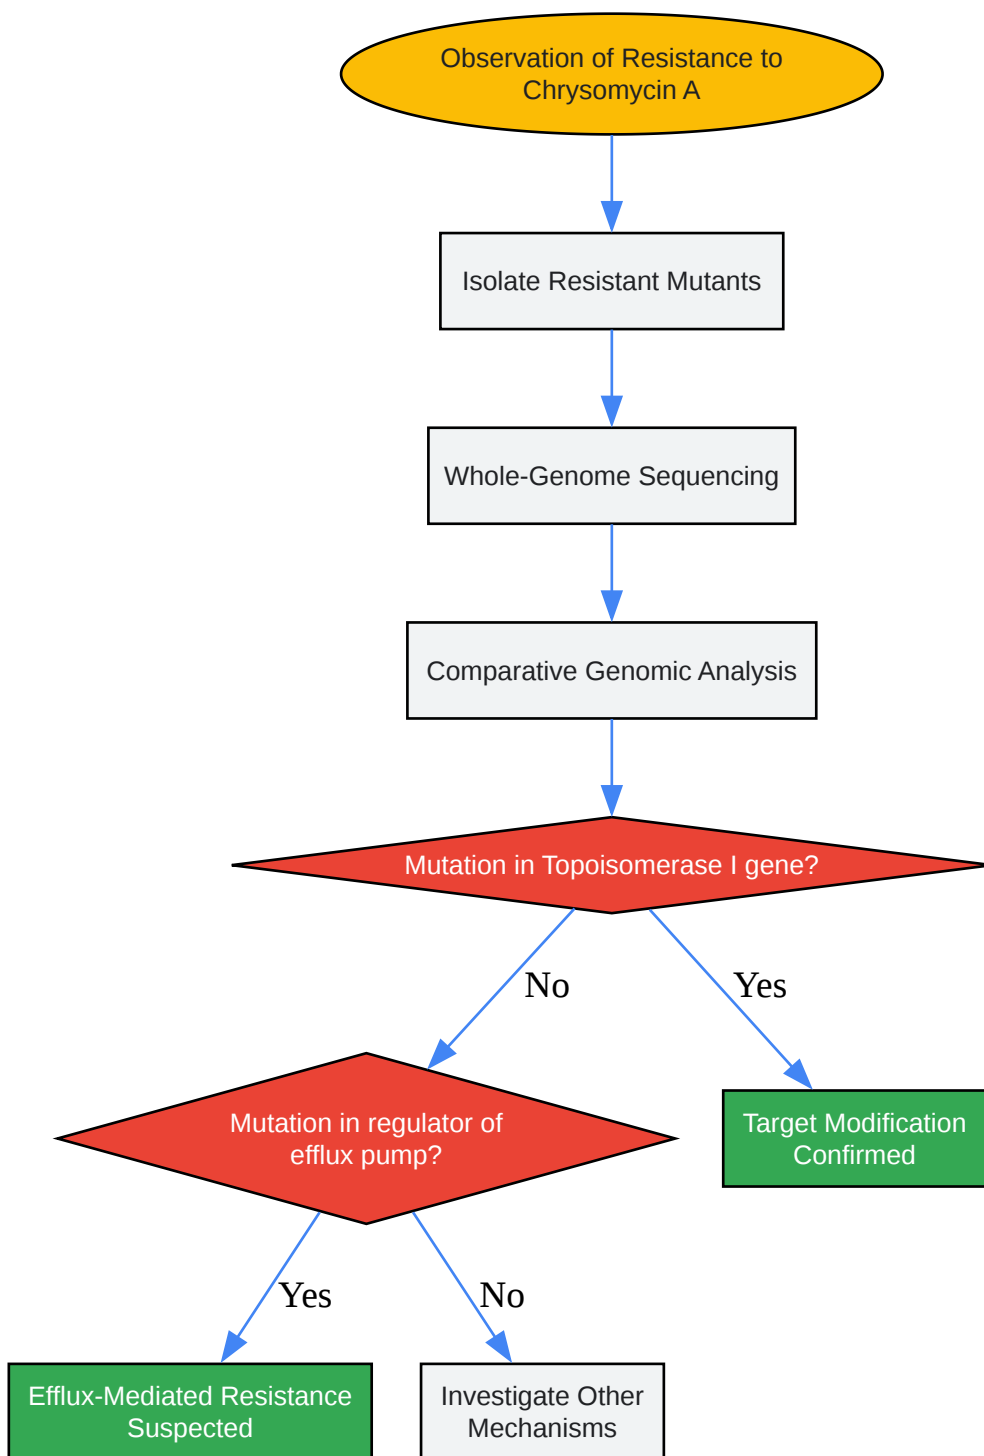 Observation of Resistance to
Chrysomycin A
Isolate Resistant Mutants
Whole-Genome Sequencing
Comparative Genomic Analysis
Mutation in Topoisomerase I gene?
No
Yes
Mutation in regulator of
efflux pump?
Target Modification
Confirmed
Yes
No
Efflux-Mediated Resistance
Suspected
Investigate Other
Mechanisms